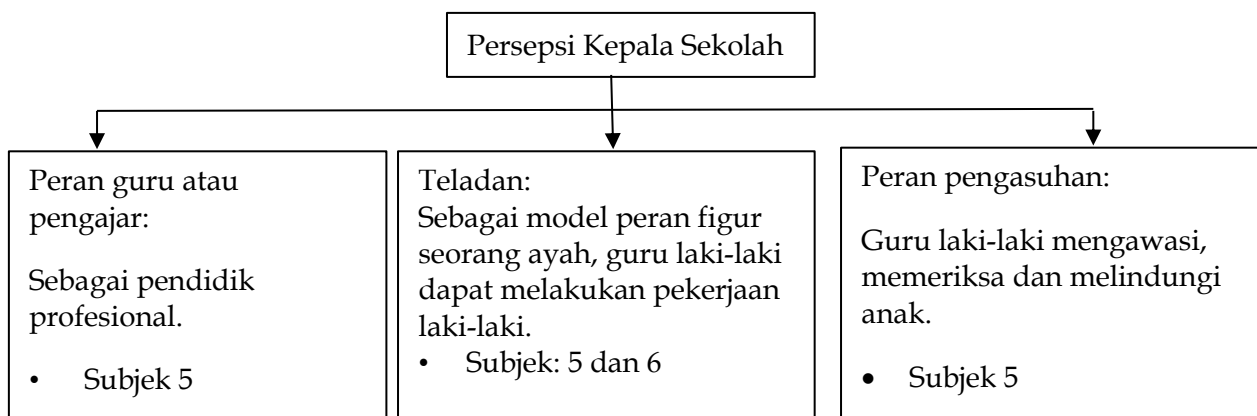 Persepsi Kepala Sekolah
Peran guru atau
pengajar:
Sebagai pendidik
profesional.
• Subjek 5
Teladan:
Sebagai model peran figur
seorang ayah, guru laki-laki
dapat melakukan pekerjaan
laki-laki.
• Subjek: 5 dan 6
Peran pengasuhan:
Guru laki-laki mengawasi,
memeriksa dan melindungi
anak.
• Subjek 5